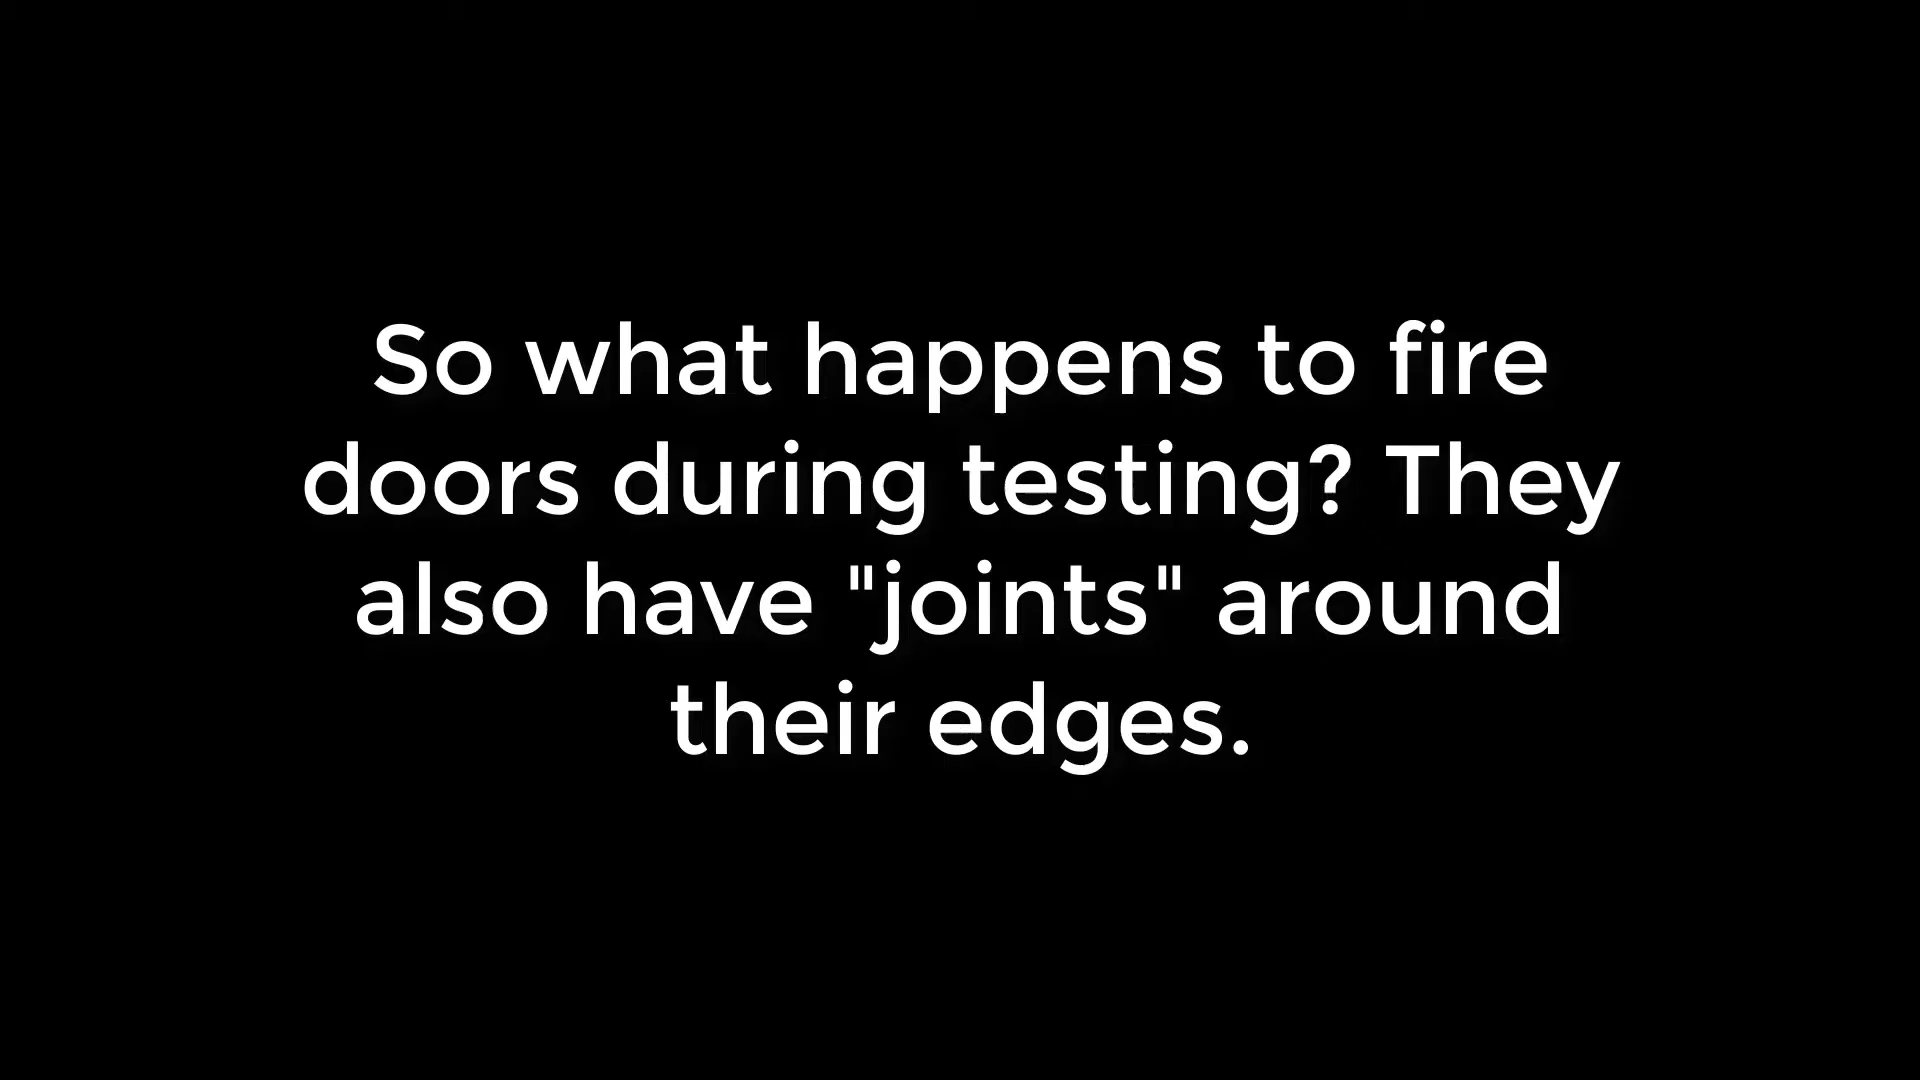 So what happens to fire
doors during testing? They
also have "joints" around
their edges.